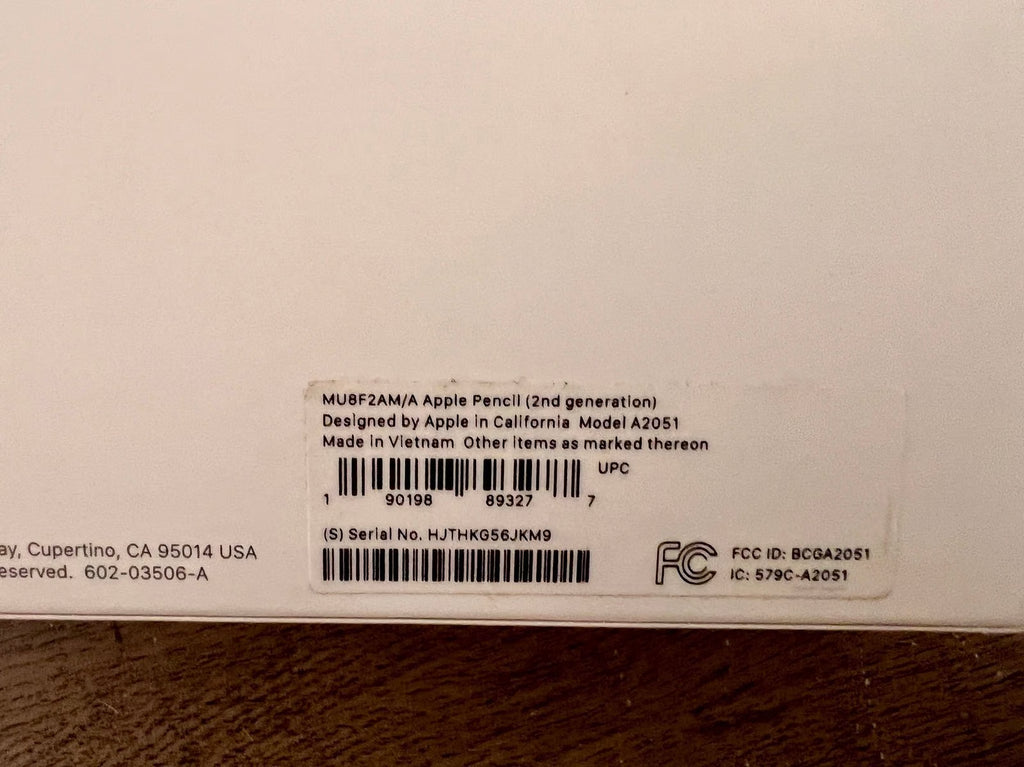 MU8F2AM/A Apple Pencil (2nd generation)
Designed by Apple in California Model A2051
Made in Vietnam Other items as marked thereon
UPC
1 90198 89327 7
(S) Serial No. HJTHKG56JKM9
FC FCC ID: BCGA2051
IC: 579C-A2051
ay, Cupertino, CA 95014 USA
eserved. 602-03506-A